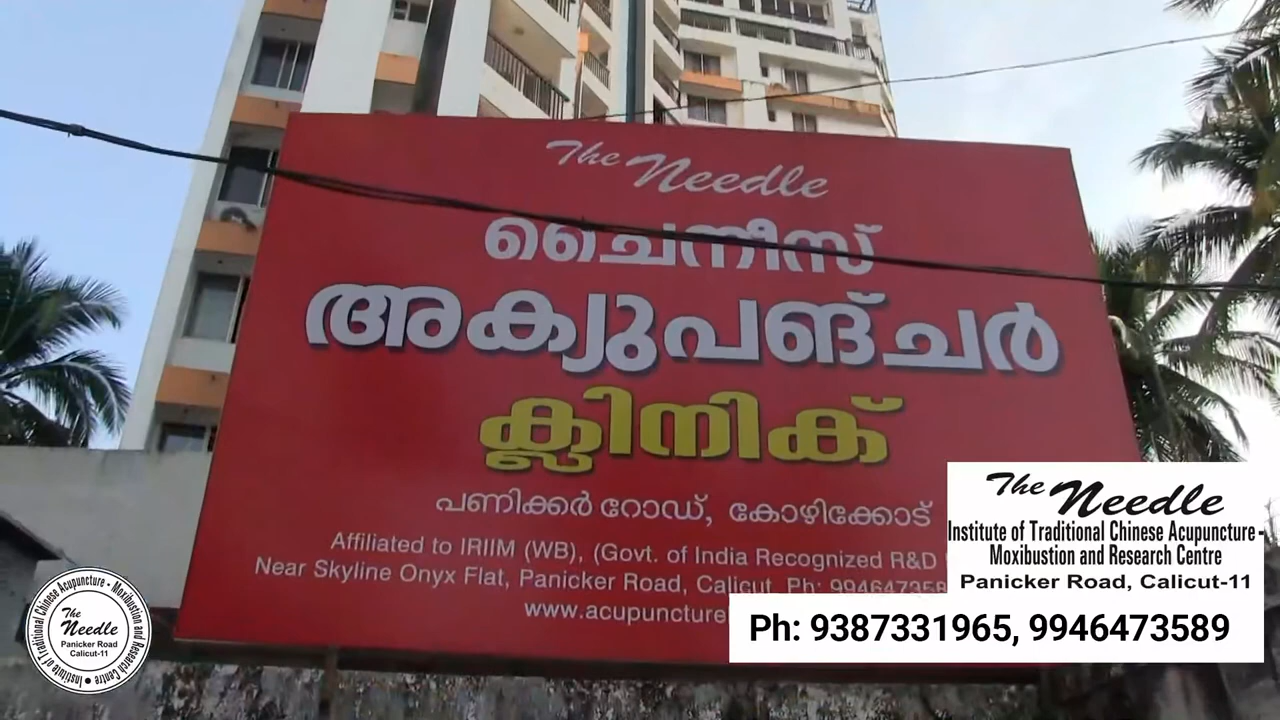 The Needle
ചൈനീസ്
അക്യുപങ്ചർ
ക്ലിനിക്
പണിക്കർ റോഡ്, കോഴിക്കോട്
Affiliated to IRIIM (WB), (Govt. of India Recognized R&D
Near Skyline Onyx Flat, Panicker Road, Calicut. Ph: 994647358
www.acupuncture
The Needle
Institute of Traditional Chinese Acupuncture-
Moxibustion and Research Centre
Panicker Road, Calicut-11
Ph: 9387331965, 9946473589
Institute of Traditional Chinese Acupuncture - Moxibustion and Research Centre
The
Needle
Panicker Road
Calicut-11